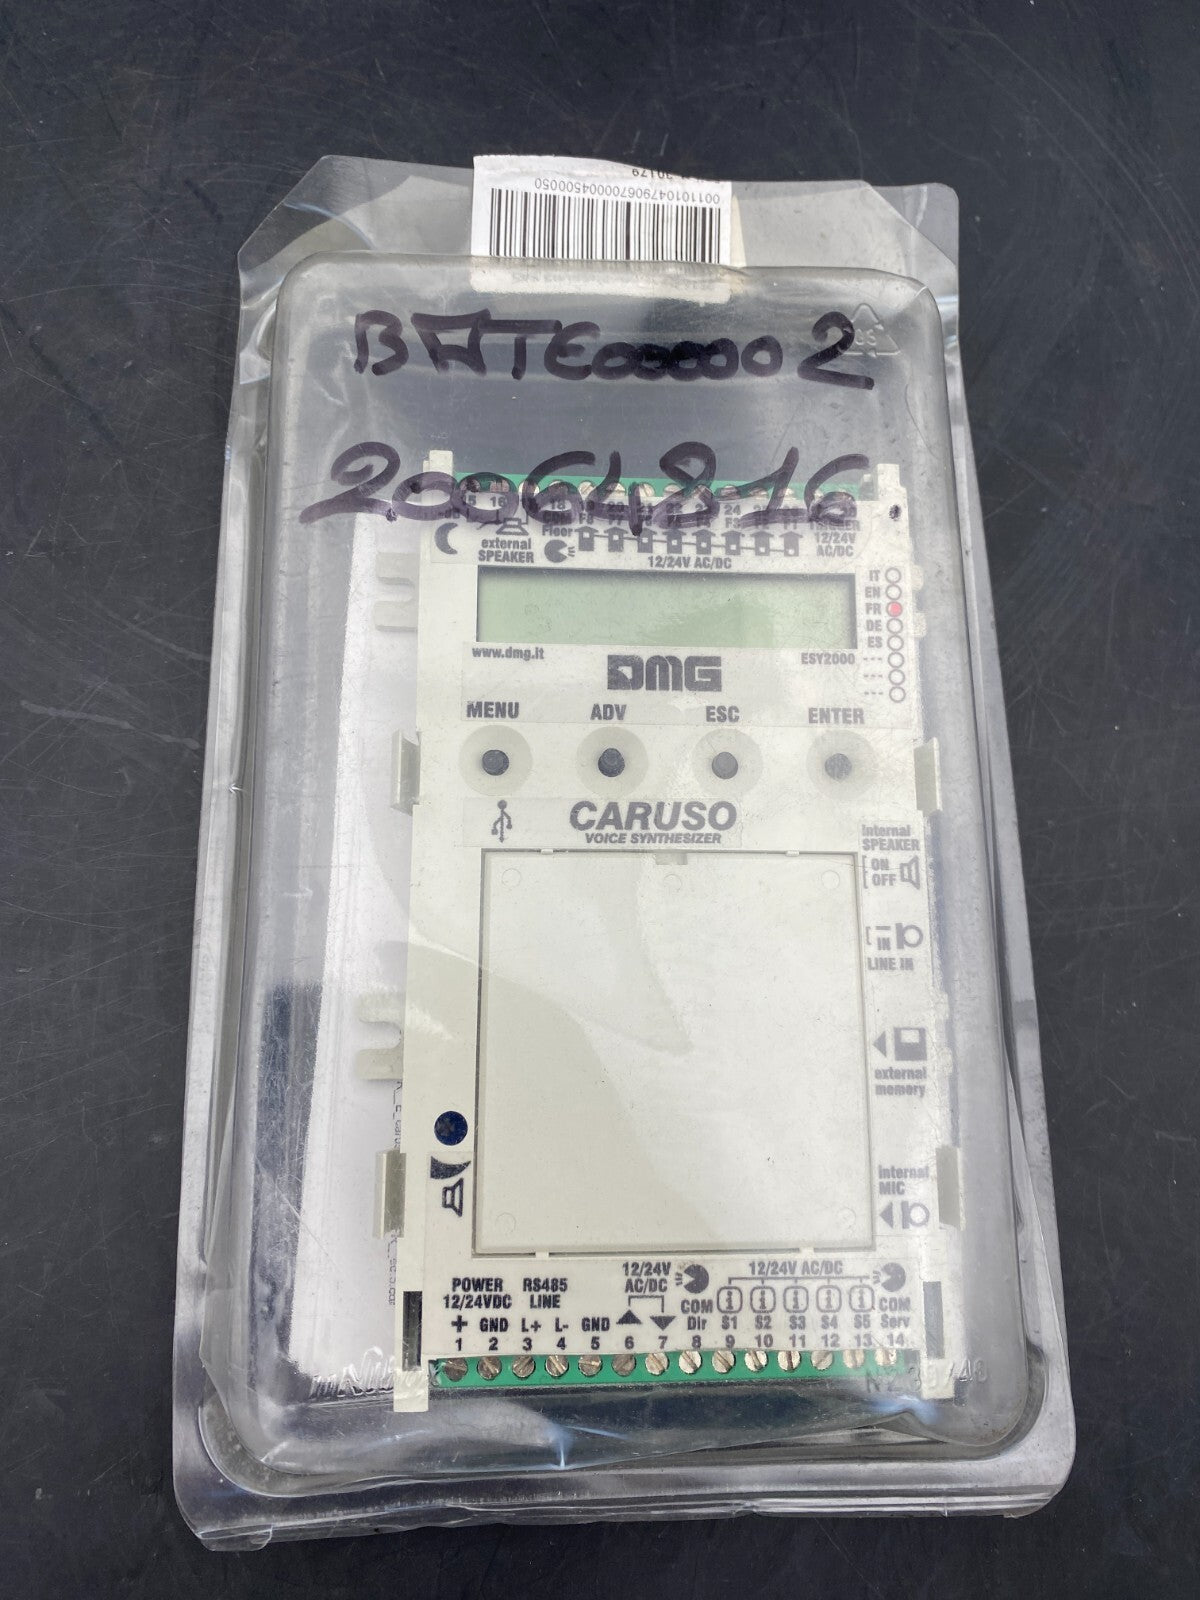 001101047906700004500050
BATE0000002
20064816
external
SPEAKER
Floor
12/24V AC/DC
12/24V
AC/DC
IT
EN
FR
DE
ES
---
---
---
www.dmg.it
DMG
ESY2000
MENU ADV ESC ENTER
CARUSO
VOICE SYNTHESIZER
Internal
SPEAKER
ON
OFF
IN
LINE IN
external
memory
internal
MIC
POWER
12/24VDC
RS485
LINE
12/24V
AC/DC
12/24V AC/DC
+ GND L+ L- GND COM Dir S1 S2 S3 S4 S5 COM Serv
1 2 3 4 5 6 7 8 9 10 11 12 13 14